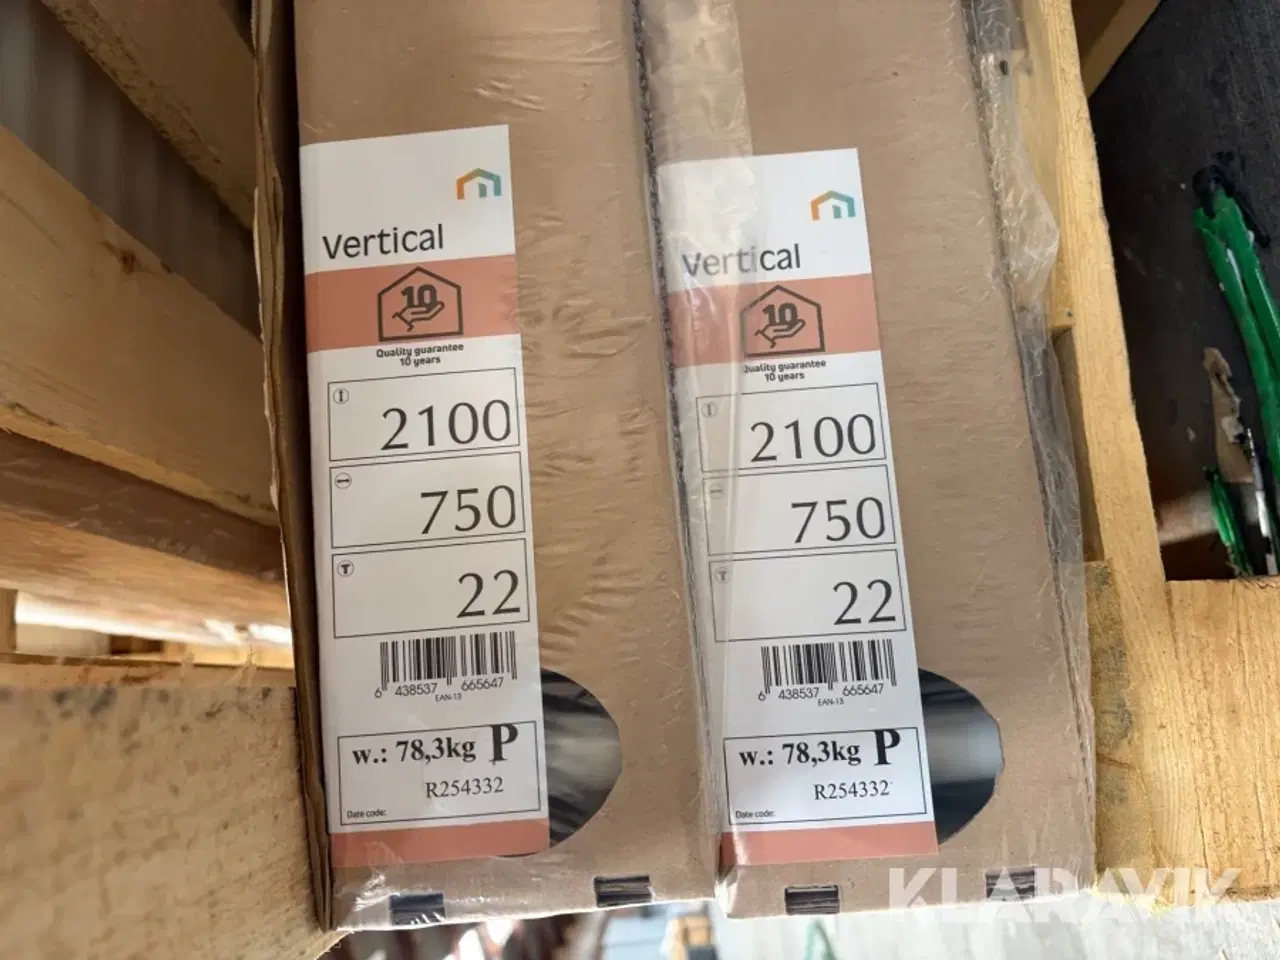 Vertical
10
Quality guarantee
10 years
2100
750
T
22
6 438537 665647
EAN-13
w.: 78,3kg P
R254332
Date code:
Vertical
10
Quality guarantee
10 years
2100
750
T
22
6 438537 665647
EAN-13
w.: 78,3kg P
R254332
Date code:
KLARAVIK